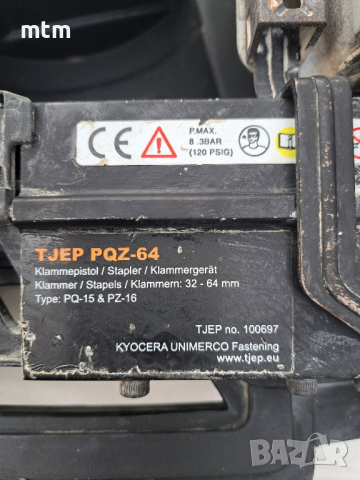 mtm
CE
P.MAX.
8 .3BAR
(120 PSIG)
TJEP PQZ-64
Klammepistol / Stapler / Klammergerät
Klammer / Stapels / Klammern: 32 - 64 mm
Type: PQ-15 & PZ-16
TJEP no. 100697
KYOCERA UNIMERCO Fastening
www.tjep.eu
bazar